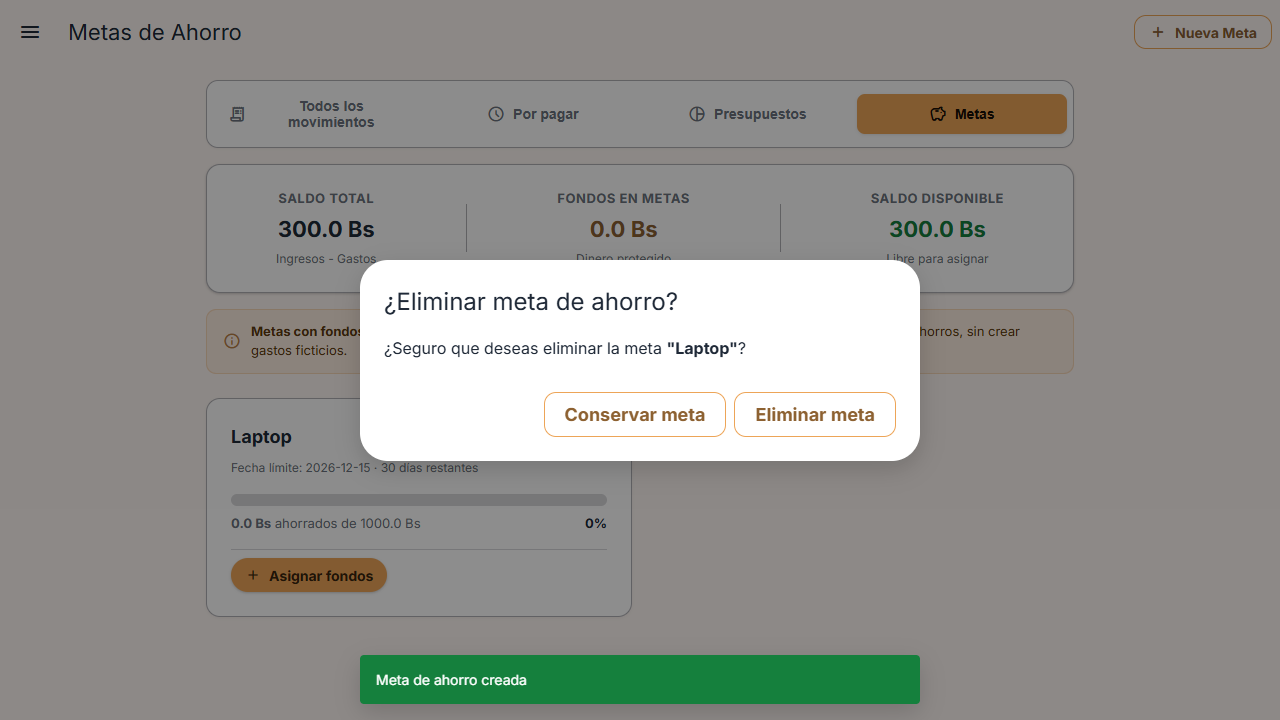 Metas de Ahorro
Nueva Meta
Todos los
movimientos
Por pagar
Presupuestos
Metas
SALDO TOTAL
300.0 Bs
Ingresos - Gastos
FONDOS EN METAS
0.0 Bs
Dinero protegido
SALDO DISPONIBLE
300.0 Bs
Libre para asignar
Metas con fondos
horros, sin crear
gastos ficticios.
¿Eliminar meta de ahorro?
¿Seguro que deseas eliminar la meta "Laptop"?
Conservar meta
Eliminar meta
Laptop
Fecha límite: 2026-12-15 · 30 días restantes
0.0 Bs ahorrados de 1000.0 Bs
0%
Asignar fondos
Meta de ahorro creada